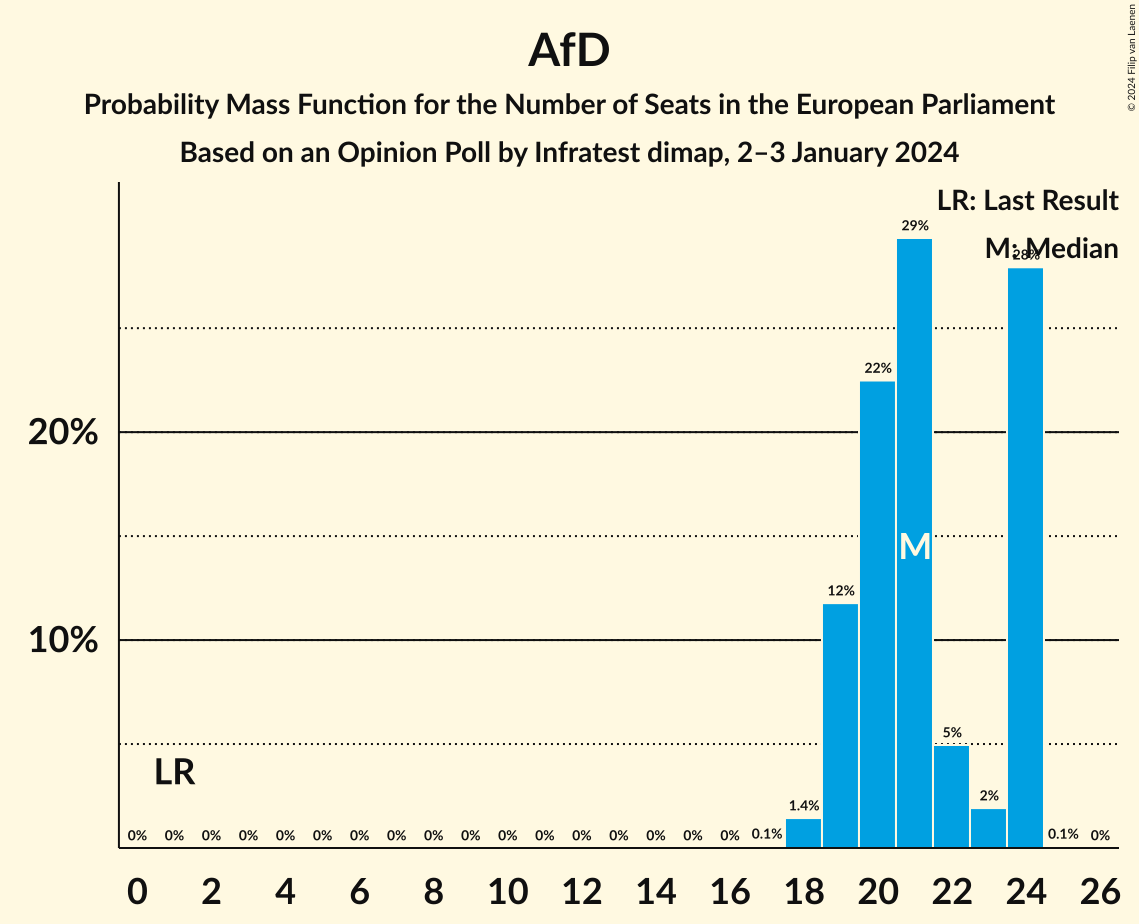 AfD
Probability Mass Function for the Number of Seats in the European Parliament
Based on an Opinion Poll by Infratest dimap, 2–3 January 2024
© 2024 Filip van Laenen
LR: Last Result
M: Median
29%
28%
22%
20%
M
12%
10%
5%
LR
2%
1.4%
0% 0% 0% 0% 0% 0% 0% 0% 0% 0% 0% 0% 0% 0% 0% 0% 0% 0.1% 0.1% 0%
0 2 4 6 8 10 12 14 16 18 20 22 24 26